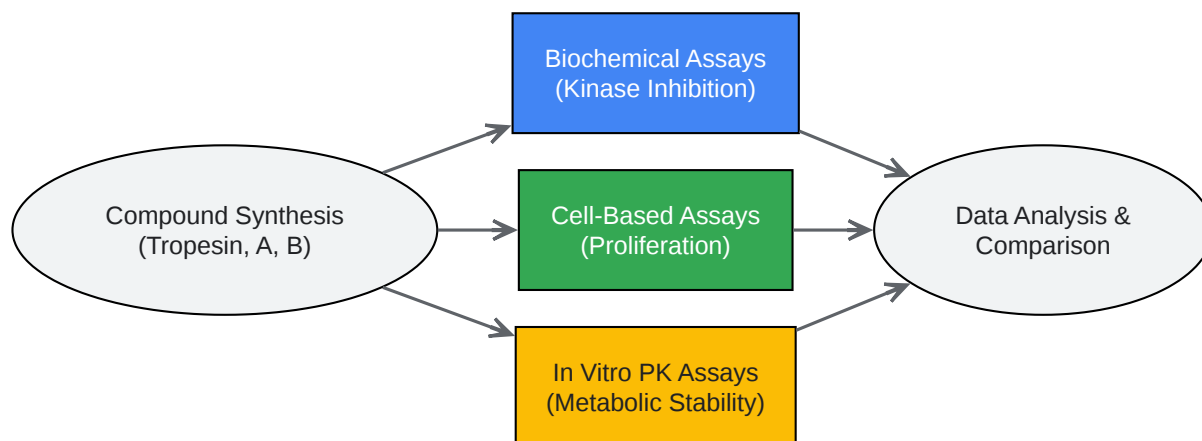 Biochemical Assays
(Kinase Inhibition)
Compound Synthesis
(Tropesin, A, B)
Cell-Based Assays
(Proliferation)
Data Analysis &
Comparison
In Vitro PK Assays
(Metabolic Stability)